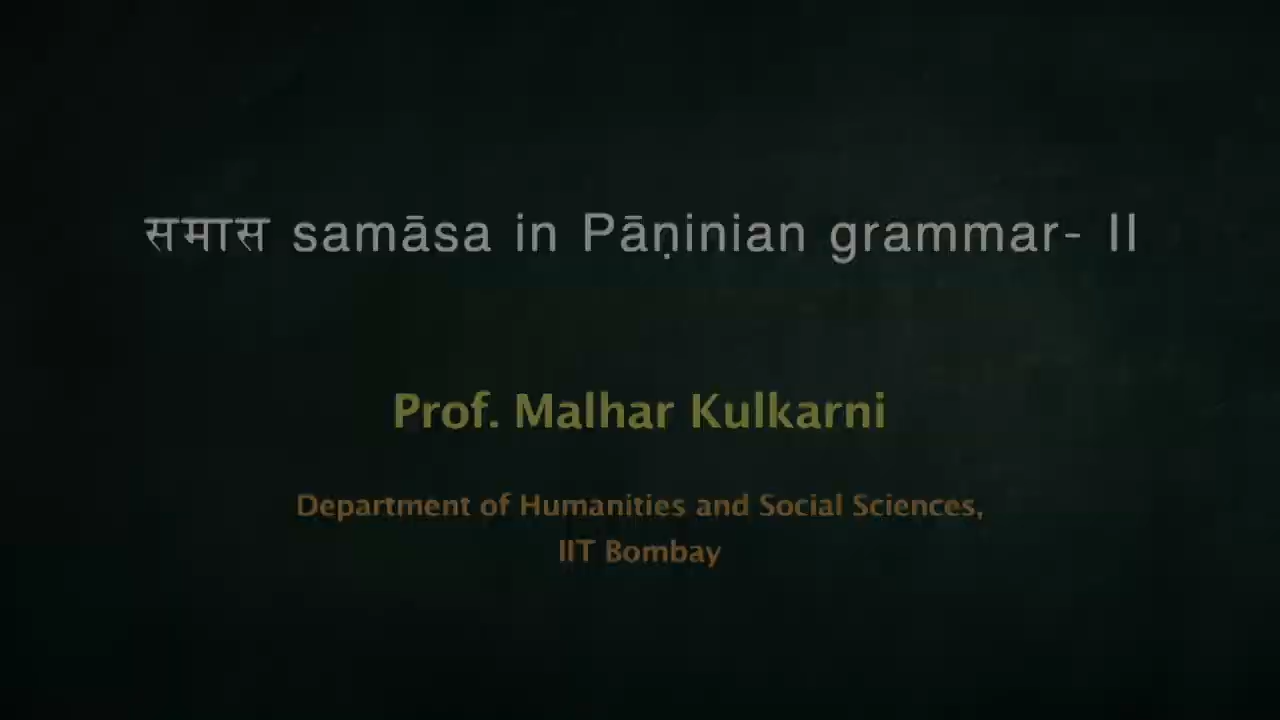 समास samāsa in Pāṇinian grammar- II
Prof. Malhar Kulkarni
Department of Humanities and Social Sciences,
IIT Bombay